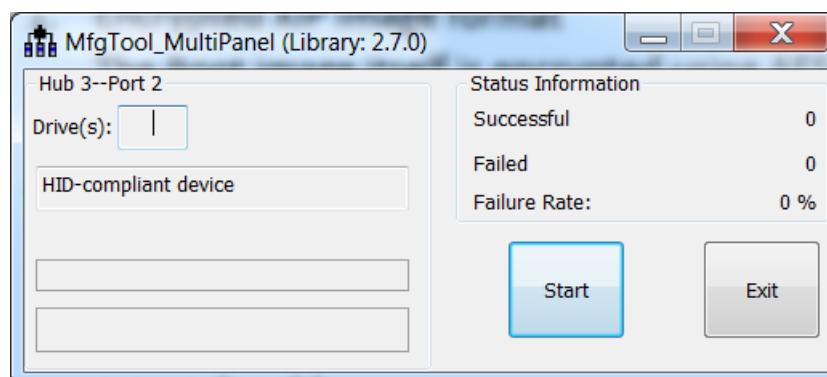 MfgTool_MultiPanel (Library: 2.7.0)
Hub 3--Port 2
Drive(s):
HID-compliant device
Status Information
Successful 0
Failed 0
Failure Rate: 0 %
Start
Exit